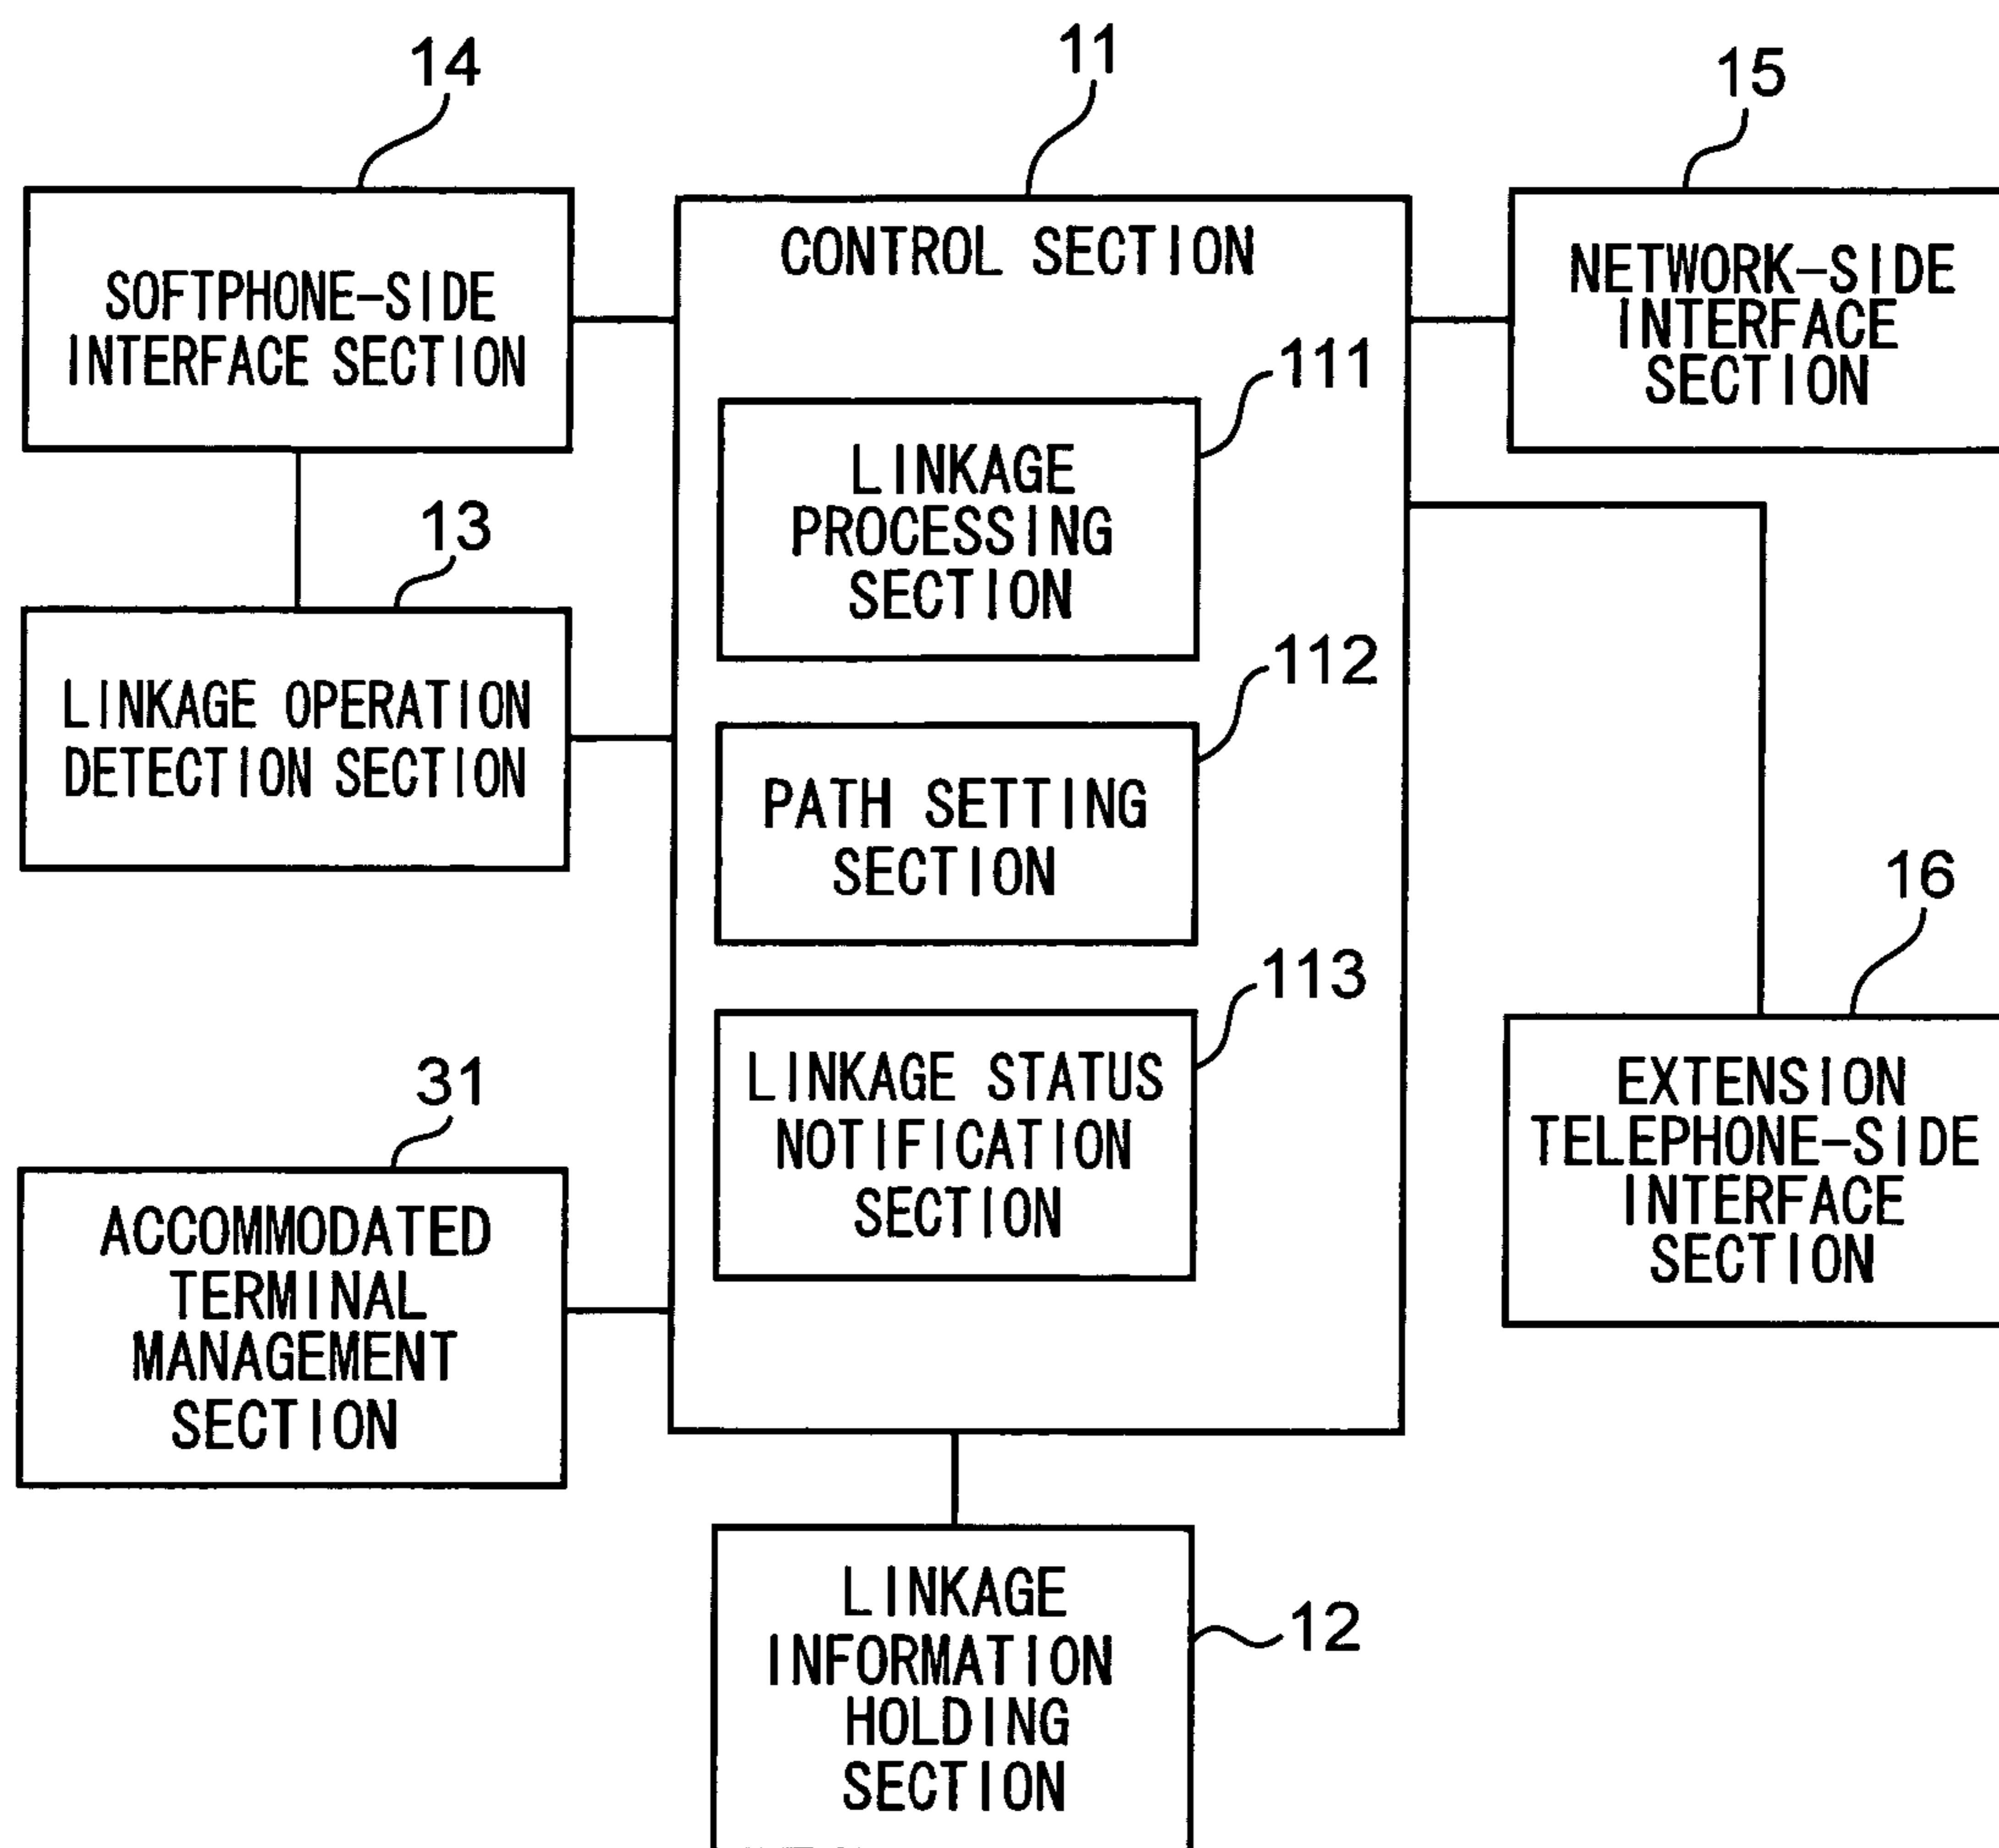 14
11
15
SOFTPHONE-SIDE
INTERFACE SECTION
CONTROL SECTION
NETWORK-SIDE
INTERFACE
SECTION
111
LINKAGE
PROCESSING
SECTION
13
LINKAGE OPERATION
DETECTION SECTION
112
PATH SETTING
SECTION
16
113
LINKAGE STATUS
NOTIFICATION
SECTION
31
ACCOMMODATED
TERMINAL
MANAGEMENT
SECTION
EXTENSION
TELEPHONE-SIDE
INTERFACE
SECTION
12
LINKAGE
INFORMATION
HOLDING
SECTION